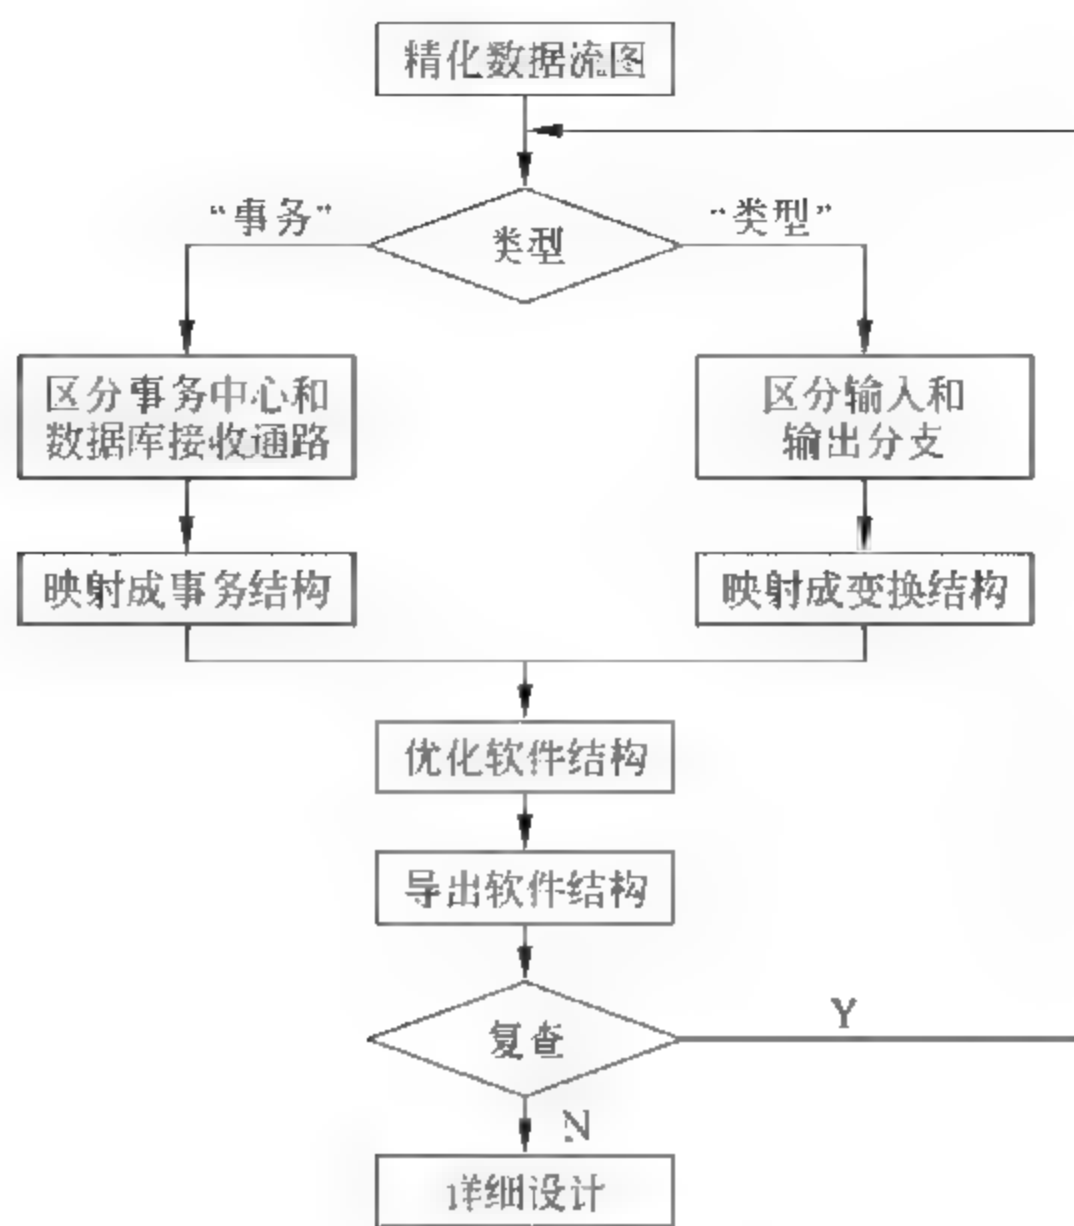 精化数据流图
“事务”
类型
“类型”
区分事务中心和
数据库接收通路
区分输入和
输出分支
映射成事务结构
映射成变换结构
优化软件结构
导出软件结构
复查
Y
N
详细设计